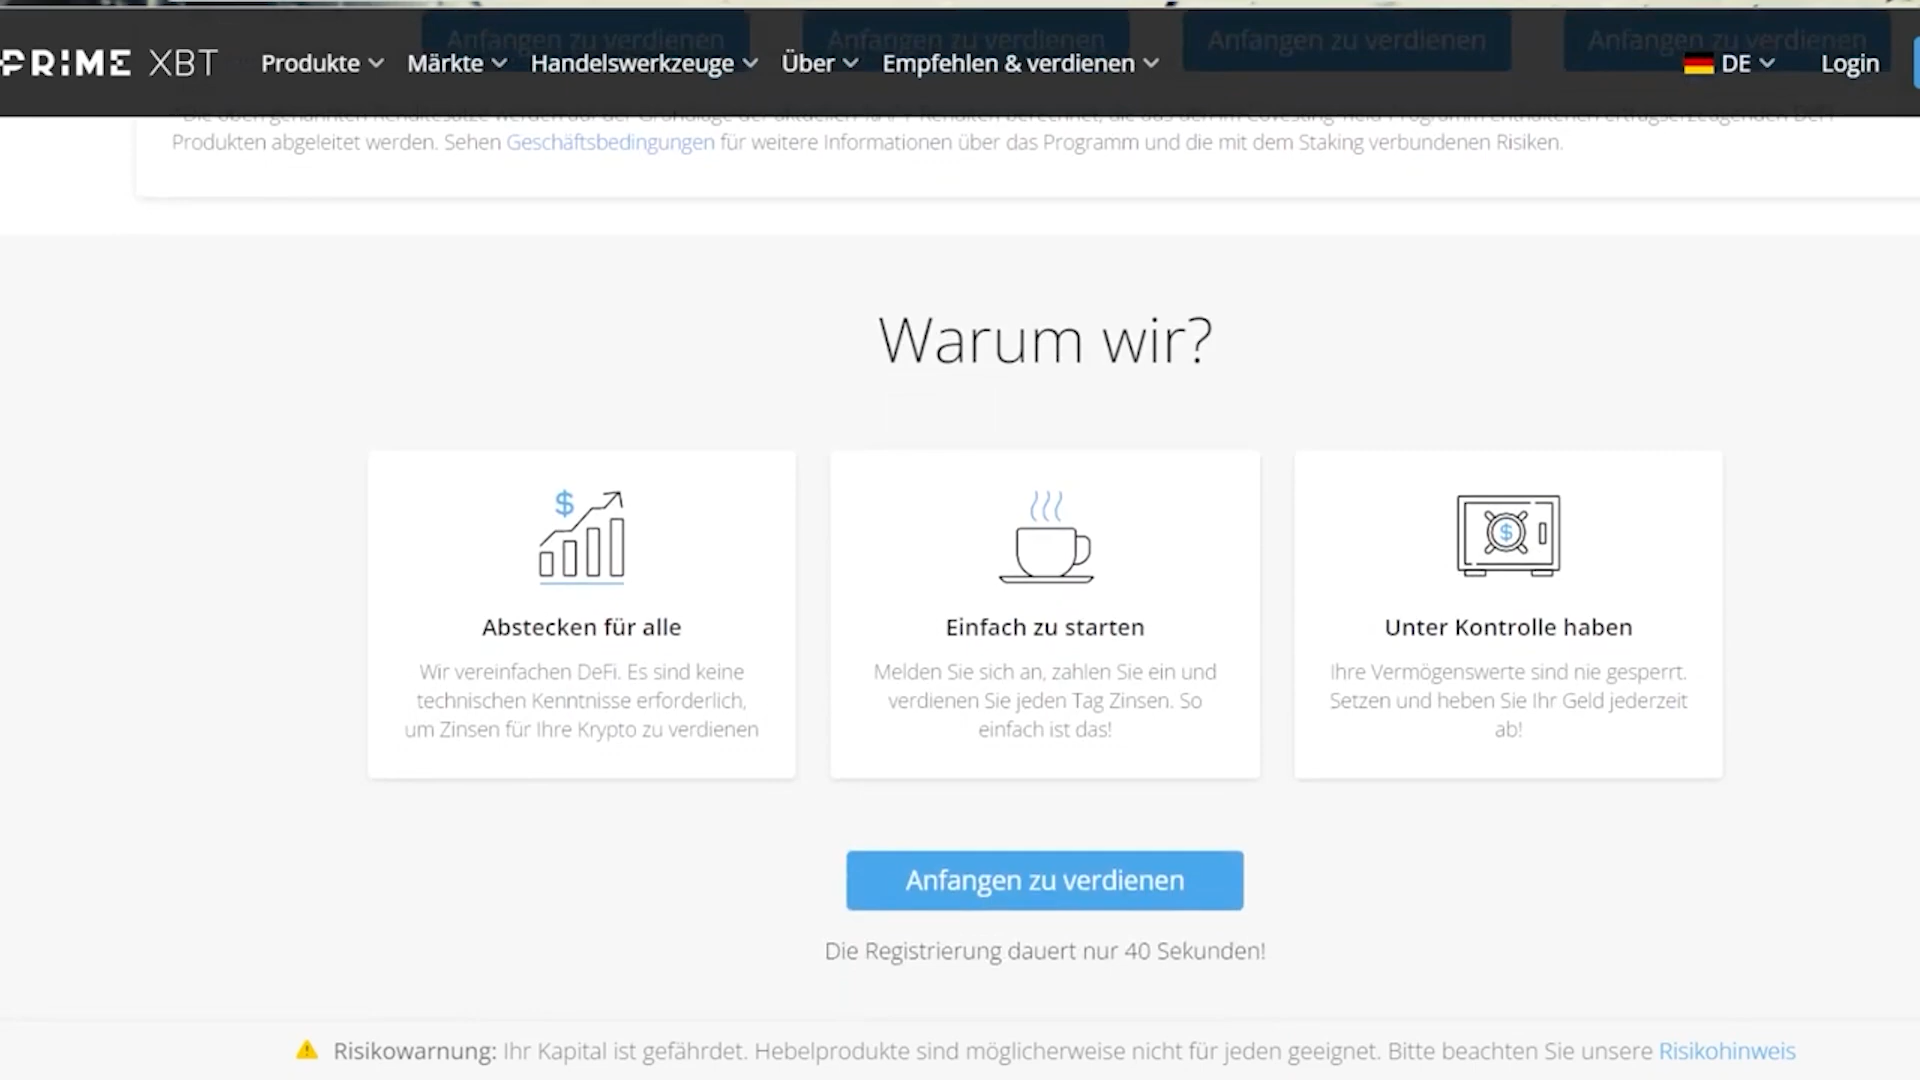 Anfangen zu verdienen Anfangen zu verdienen Anfangen zu verdienen Anfangen zu verdienen
PRIME XBT Produkte Märkte Handelswerkzeuge Über Empfehlen & verdienen DE Login
Produkten abgeleitet werden. Sehen Geschäftsbedingungen für weitere Informationen über das Programm und die mit dem Staking verbundenen Risiken.
Warum wir?
$
Abstecken für alle
Wir vereinfachen DeFi. Es sind keine
technischen Kenntnisse erforderlich,
um Zinsen für Ihre Krypto zu verdienen
Einfach zu starten
Melden Sie sich an, zahlen Sie ein und
verdienen Sie jeden Tag Zinsen. So
einfach ist das!
$
Unter Kontrolle haben
Ihre Vermögenswerte sind nie gesperrt.
Setzen und heben Sie Ihr Geld jederzeit
ab!
Anfangen zu verdienen
Die Registrierung dauert nur 40 Sekunden!
Risikowarnung: Ihr Kapital ist gefährdet. Hebelprodukte sind möglicherweise nicht für jeden geeignet. Bitte beachten Sie unsere Risikohinweis